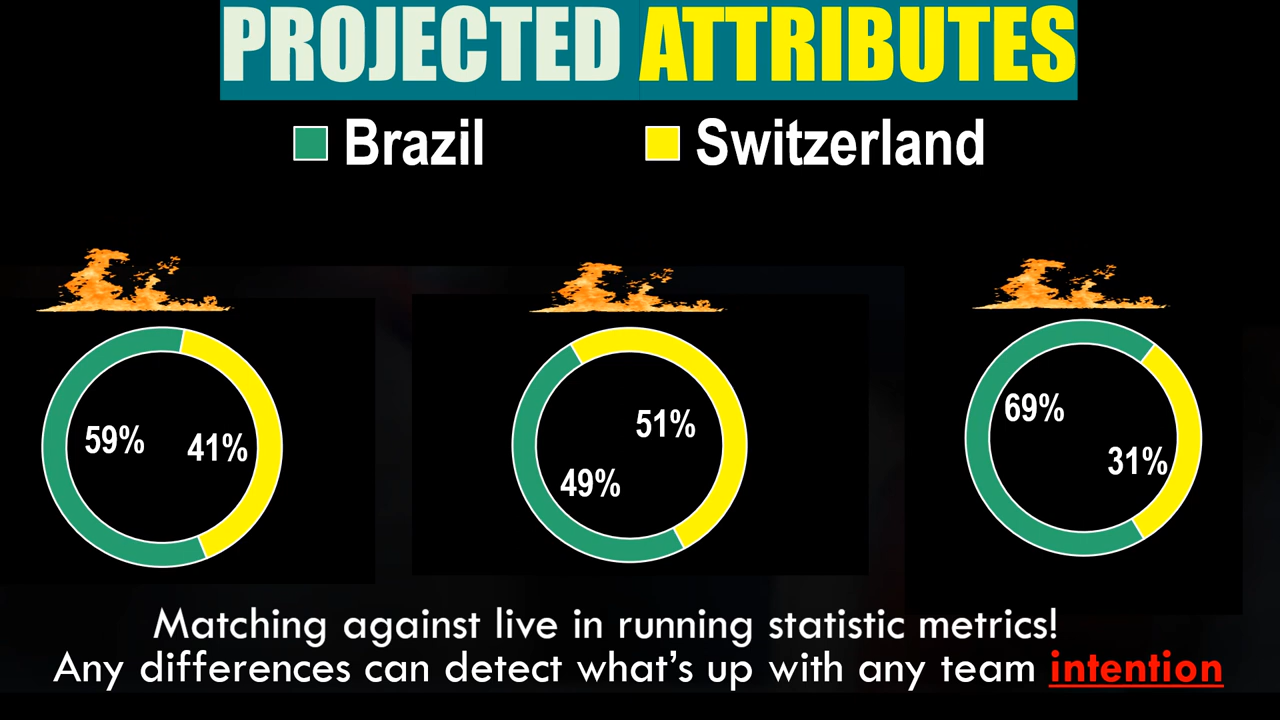 PROJECTED ATTRIBUTES
Brazil Switzerland
59% 41%
51%
49%
69%
31%
Matching against live in running statistic metrics!
Any differences can detect what's up with any team intention